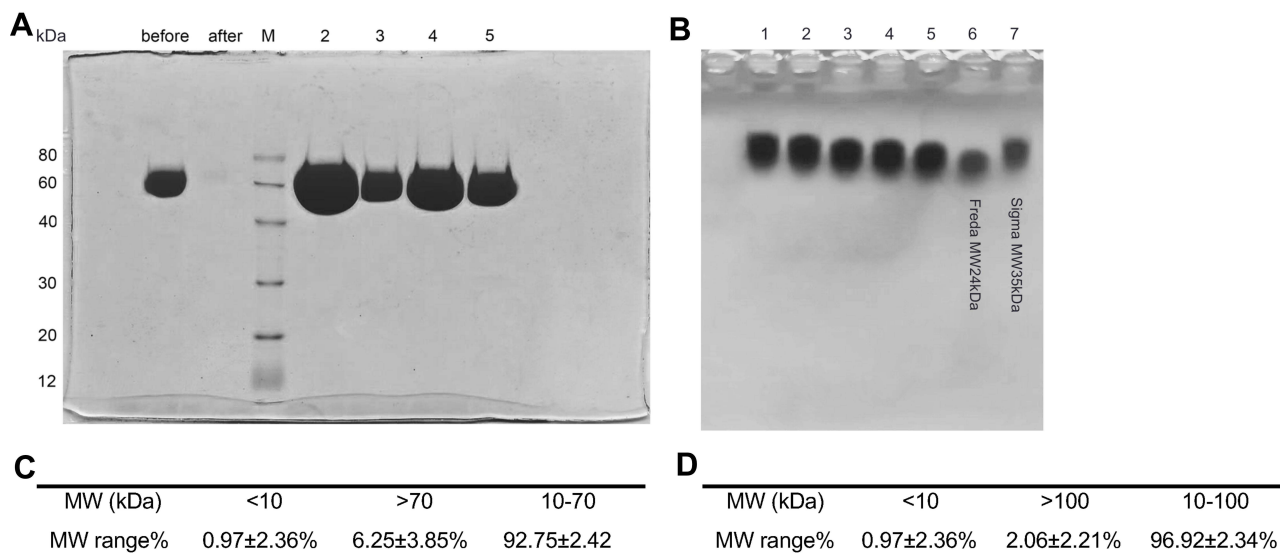 A
kDa before after M 2 3 4 5
80
60
40
30
20
12
B
1 2 3 4 5 6 7
Freda MW24kDa
Sigma MW35kDa
C
MW (kDa) <10 >70 10-70
MW range% 0.97±2.36% 6.25±3.85% 92.75±2.42
D
MW (kDa) <10 >100 10-100
MW range% 0.97±2.36% 2.06±2.21% 96.92±2.34%